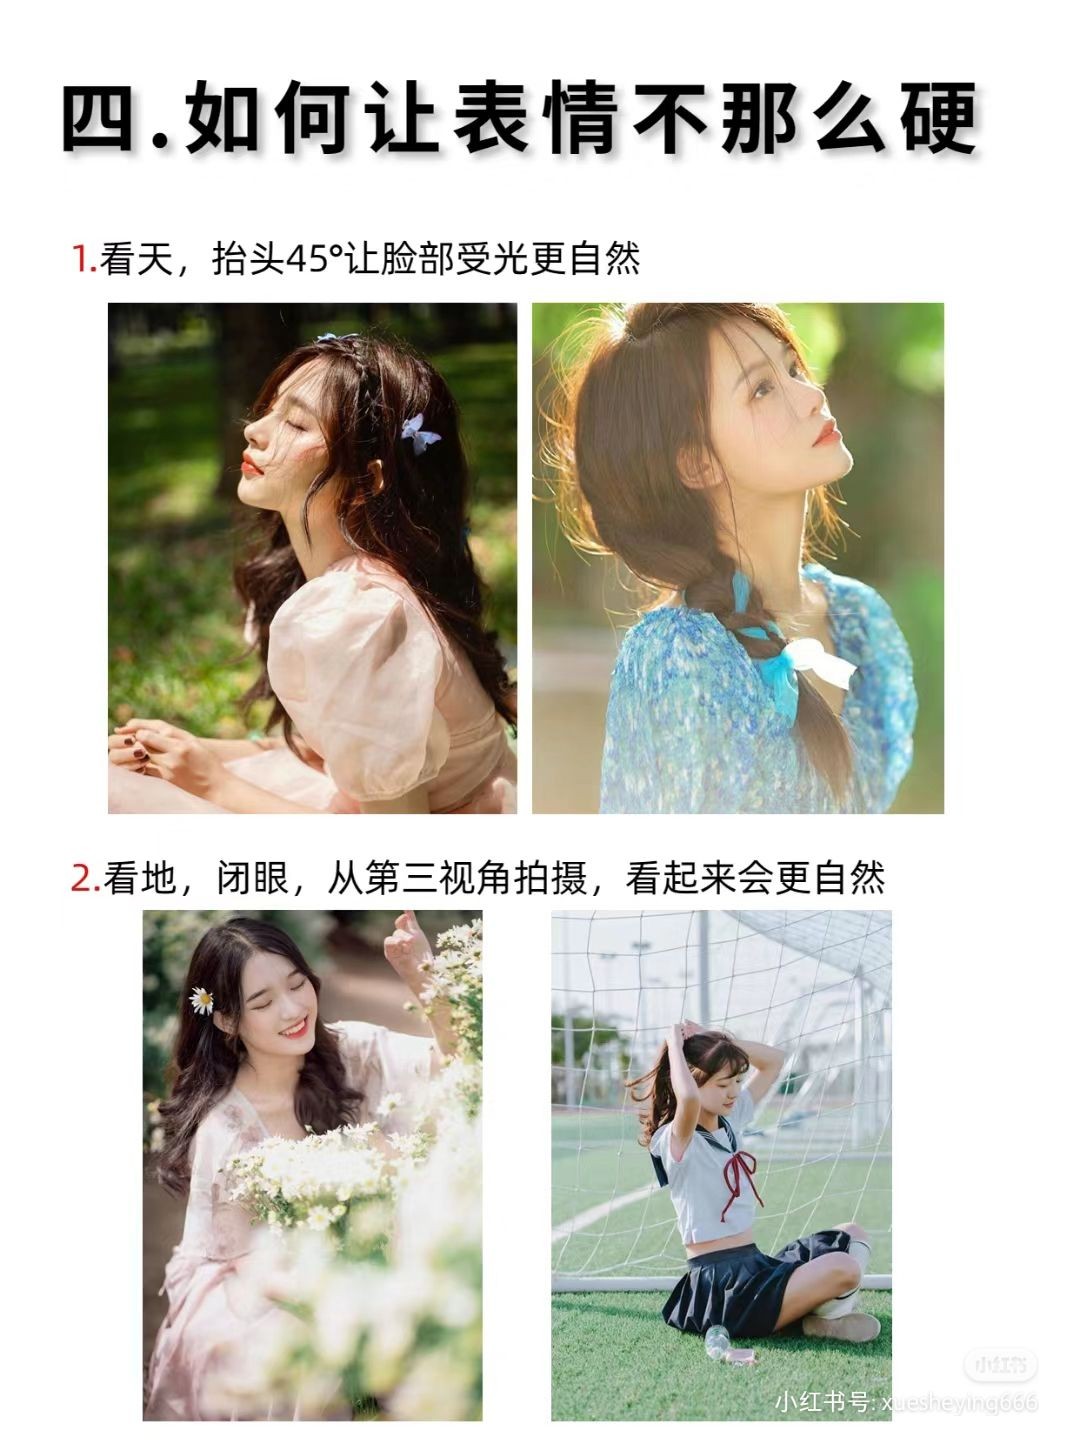 四.如何让表情不那么硬
1.看天，抬头45°让脸部受光更自然
2.看地，闭眼，从第三视角拍摄，看起来会更自然
小红书
小红书号: xuesheying666